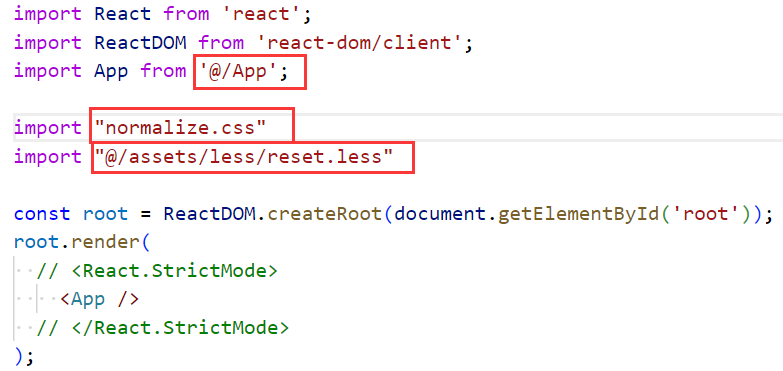 import React from 'react';
import ReactDOM from 'react-dom/client';
import App from '@/App';
import "normalize.css"
import "@/assets/less/reset.less"
const root = ReactDOM.createRoot(document.getElementById('root'));
root.render(
  // <React.StrictMode>
    <App />
  // </React.StrictMode>
);